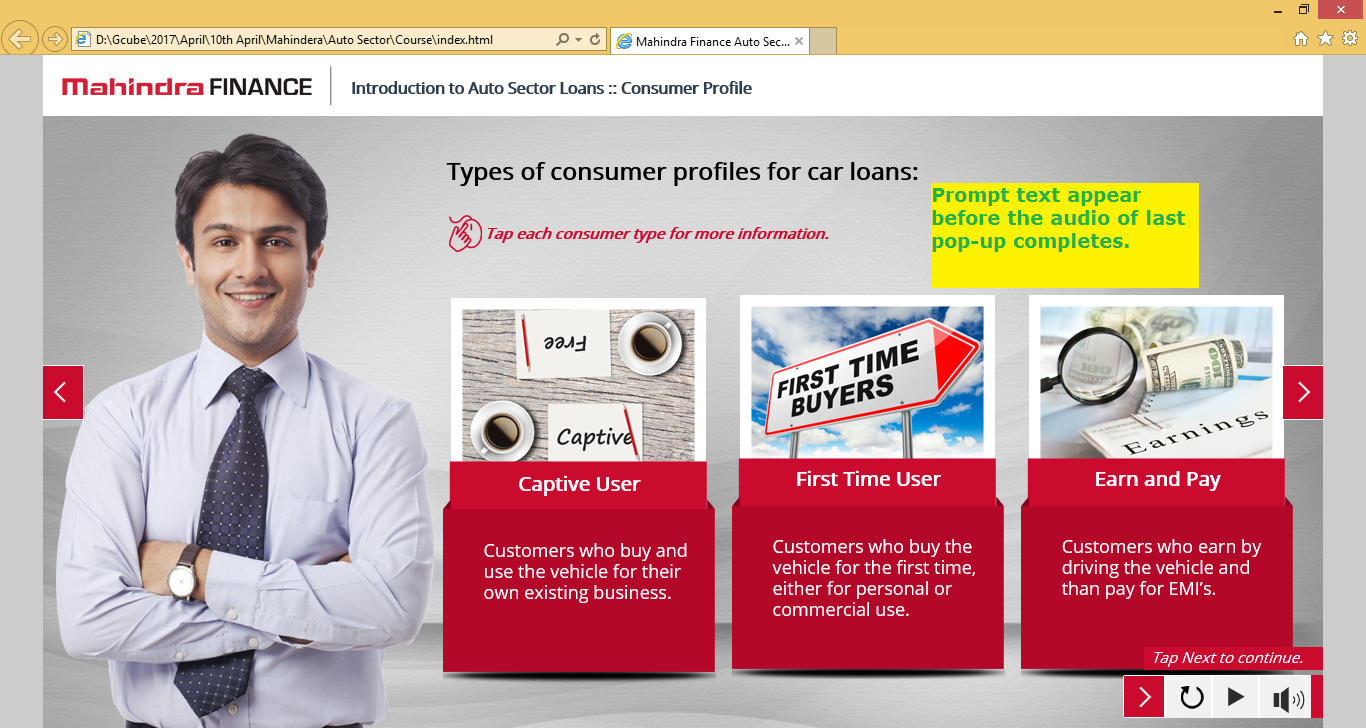 D:\Gcube\2017\April\10th April\Mahindera\Auto Sector\Course\index.html
Mahindra Finance Auto Sec...
Mahindra FINANCE
Introduction to Auto Sector Loans :: Consumer Profile
Types of consumer profiles for car loans:
Prompt text appear
before the audio of last
pop-up completes.
Tap each consumer type for more information.
Free
Captive
FIRST TIME
BUYERS
100
100
Earnings
Captive User
First Time User
Earn and Pay
Customers who buy and
use the vehicle for their
own existing business.
Customers who buy the
vehicle for the first time,
either for personal or
commercial use.
Customers who earn by
driving the vehicle and
than pay for EMI’s.
Tap Next to continue.